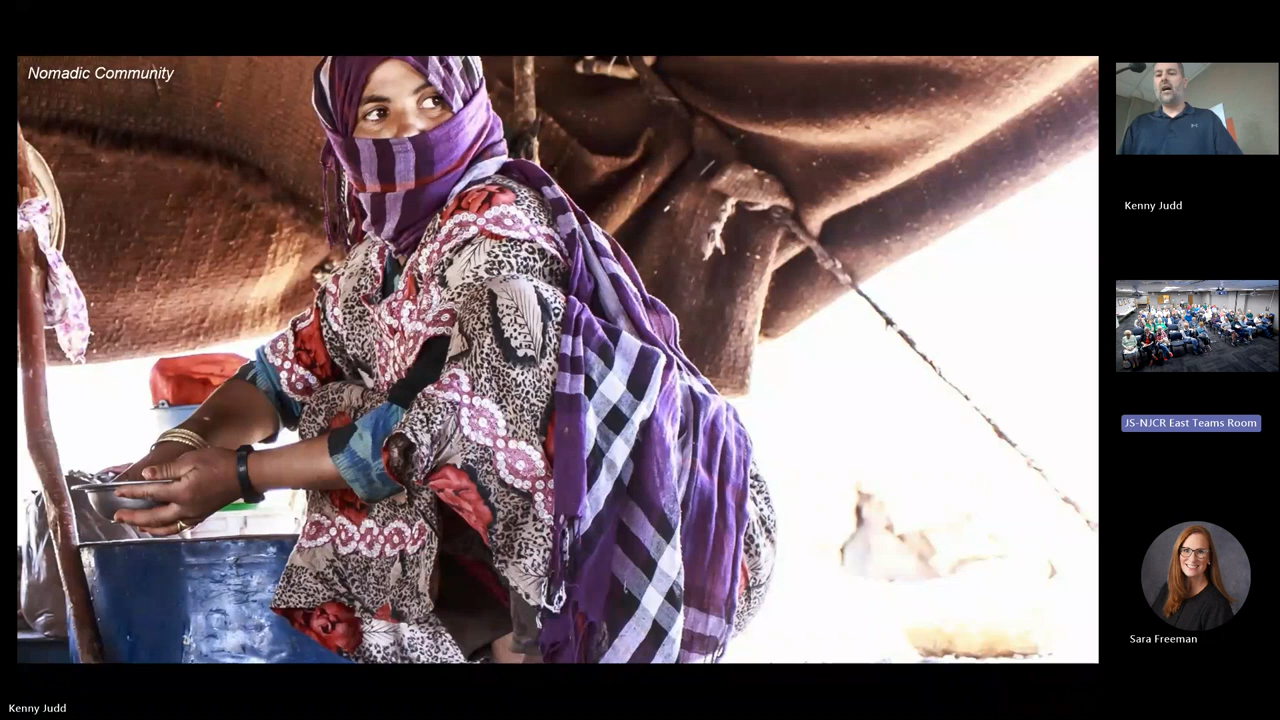 Nomadic Community
Kenny Judd
JS-NJCR East Teams Room
Sara Freeman
Kenny Judd